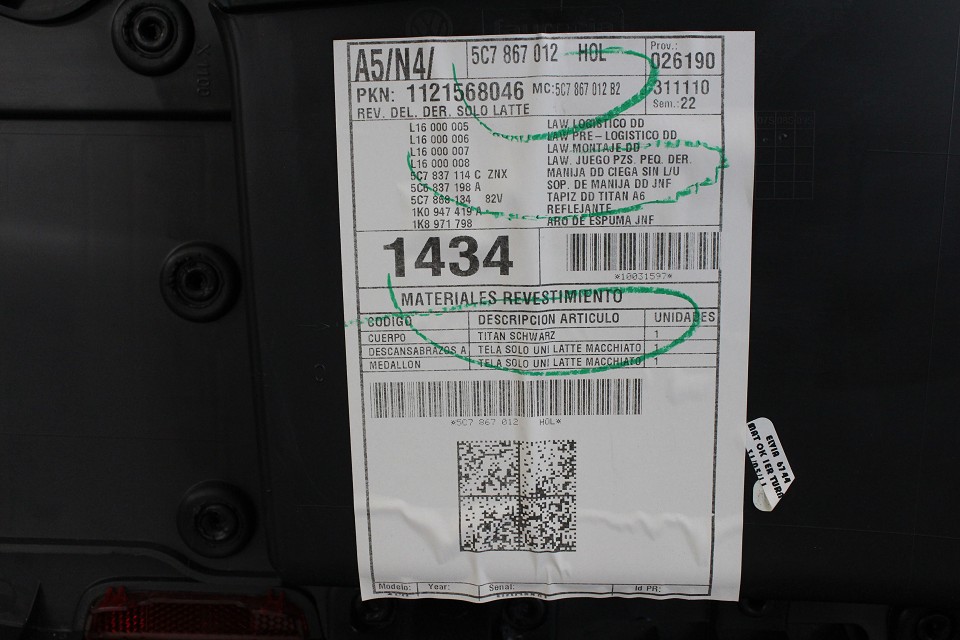 A5/N4/ 5C7 867 012 HOL Prov.: 026190
PKN: 1121568046 MC:5C7 867 012 B2 311110
REV. DEL. DER. SOLO LATTE Sem.: 22
L16 000 005 LAW LOGISTICO DD
L16 000 006 LAW PRE-LOGISTICO DD
L16 000 007 LAW MONTAJE DD
L16 000 008 LAW. JUEGO PZS. PEQ. DER.
5C7 837 114 C ZNX MANIJA DD CIEGA SIN L/U
5C6 837 198 A SOP. DE MANIJA DD JNF
5C7 868 134 82V TAPIZ DD TITAN A6
1K0 947 419 A REFLEJANTE
1K8 971 798 ARO DE ESPUMA JNF
1434
*10031597*
MATERIALES REVESTIMIENTO
CODIGO DESCRIPCION ARTICULO UNIDADES
CUERPO TITAN SCHWARZ 1
DESCANSABRAZOS A TELA SOLO UNI LATTE MACCHIATO 1
MEDALLON TELA SOLO UNI LATTE MACCHIATO 1
*5C7 867 012 HOL*
Modelo: Year: Serial: Id PR:
ELVIA 6744
MAT OK 1ER TURN